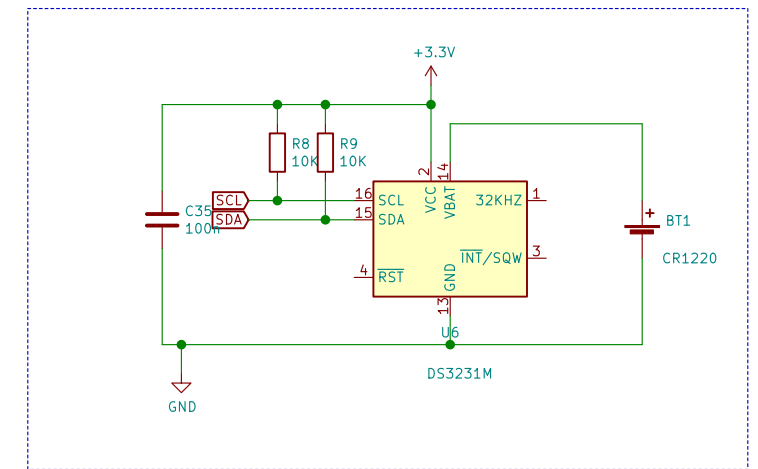 +3.3V
R8
10K
R9
10K
C35
100n
SCL
SDA
16
15
4
2
14
1
3
13
SCL
SDA
RST
VCC
VBAT
32KHZ
INT/SQW
GND
U6
DS3231M
+
BT1
CR1220
GND